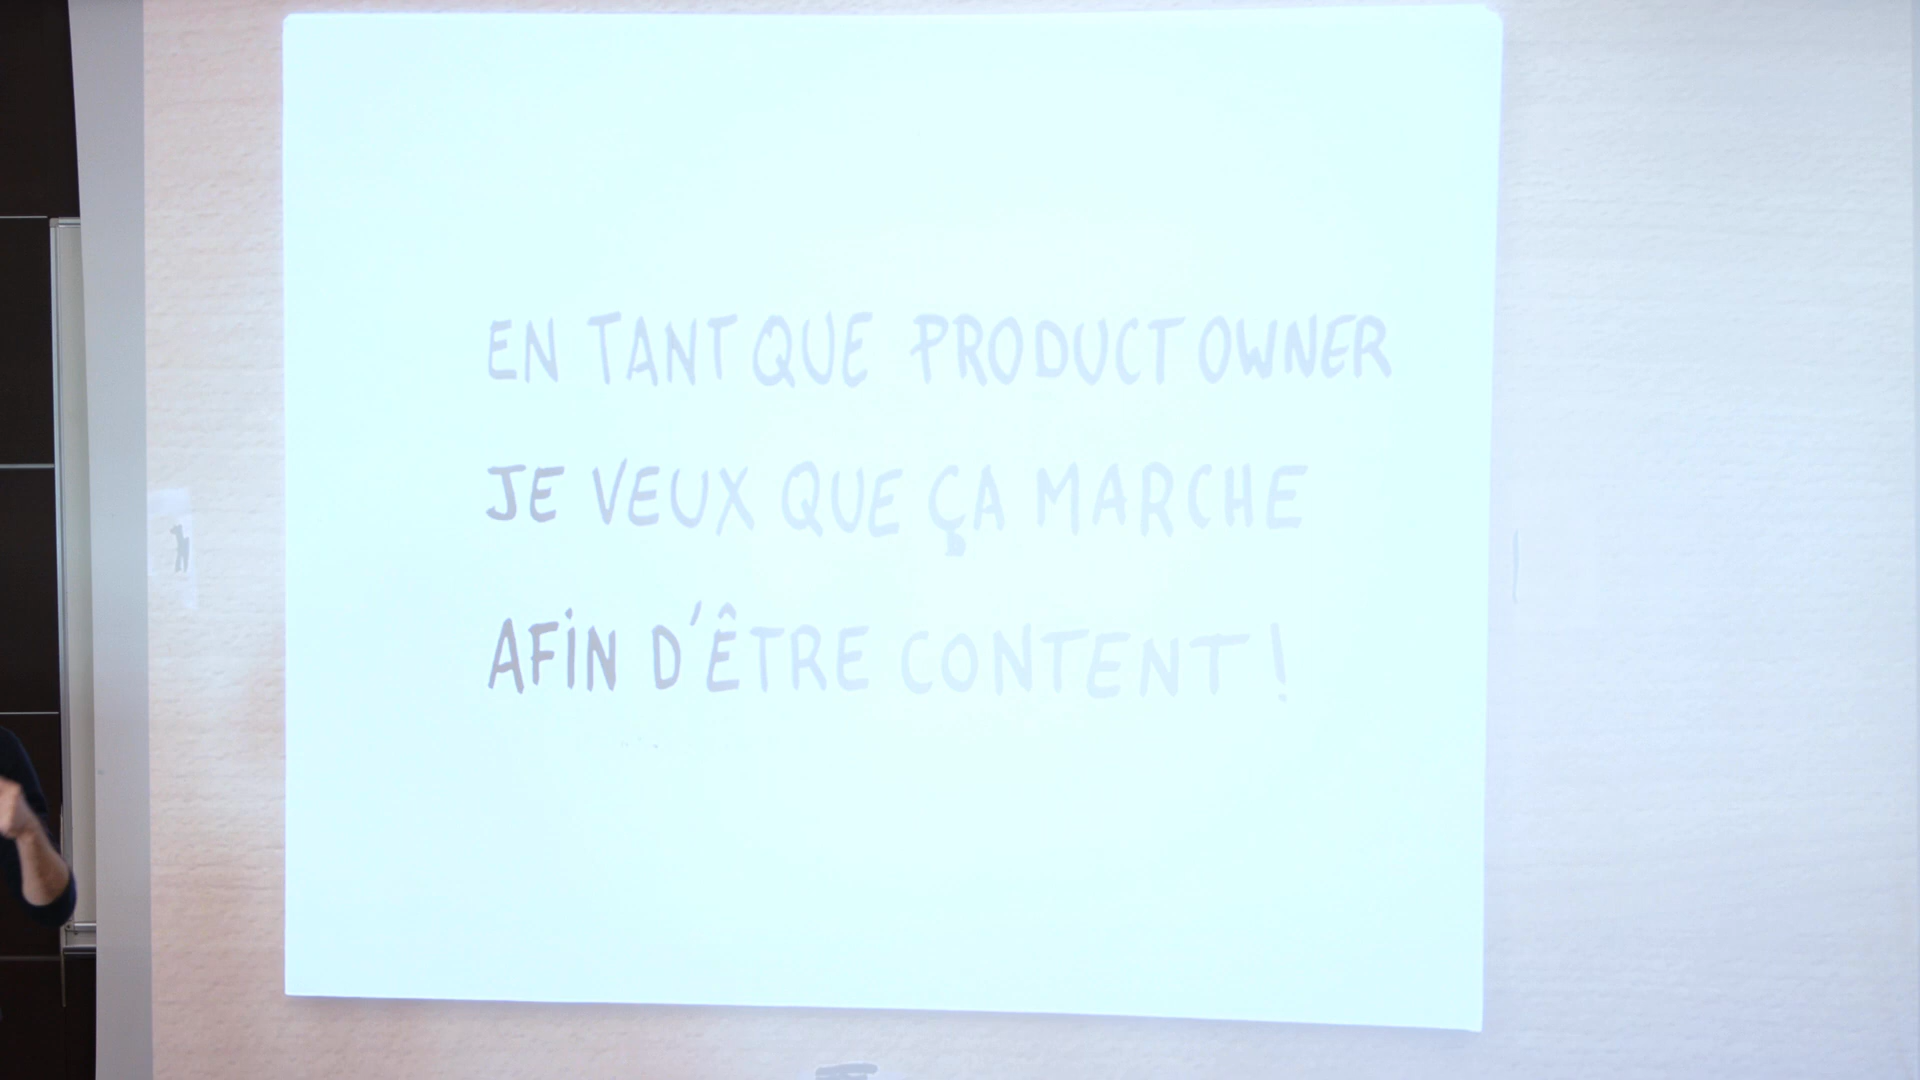 EN TANT QUE PRODUCT OWNER
JE VEUX QUE ÇA MARCHE
AFIN D'ÊTRE CONTENT !